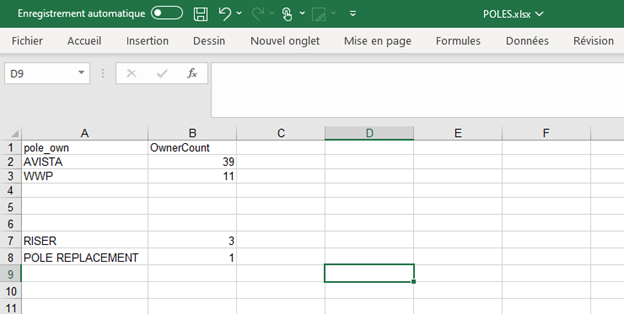 Enregistrement automatique POLES.xlsx
Fichier Accueil Insertion Dessin Nouvel onglet Mise en page Formules Données Révision
D9 fx
A B C D E F
1 pole_own OwnerCount
2 AVISTA 39
3 WWP 11
4
5
6
7 RISER 3
8 POLE REPLACEMENT 1
9
10
11